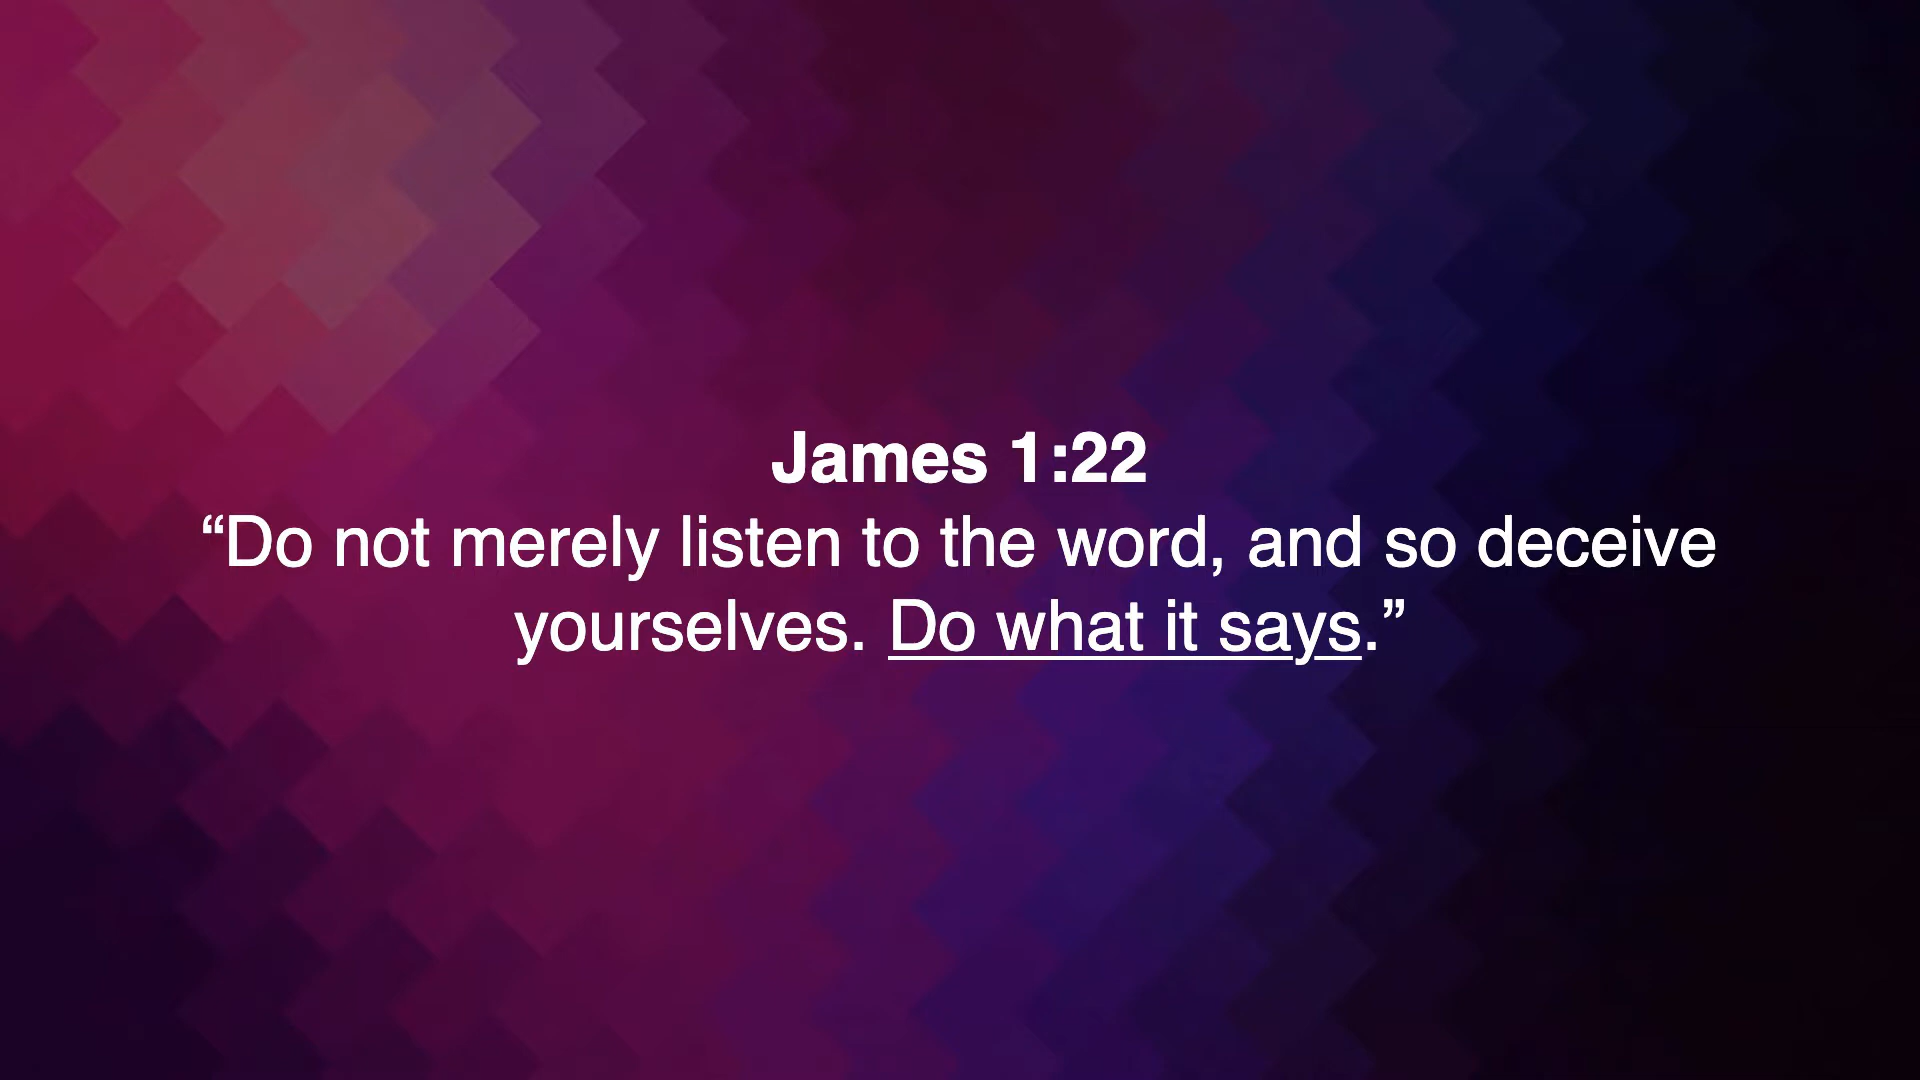 James 1:22
“Do not merely listen to the word, and so deceive
yourselves. Do what it says.”